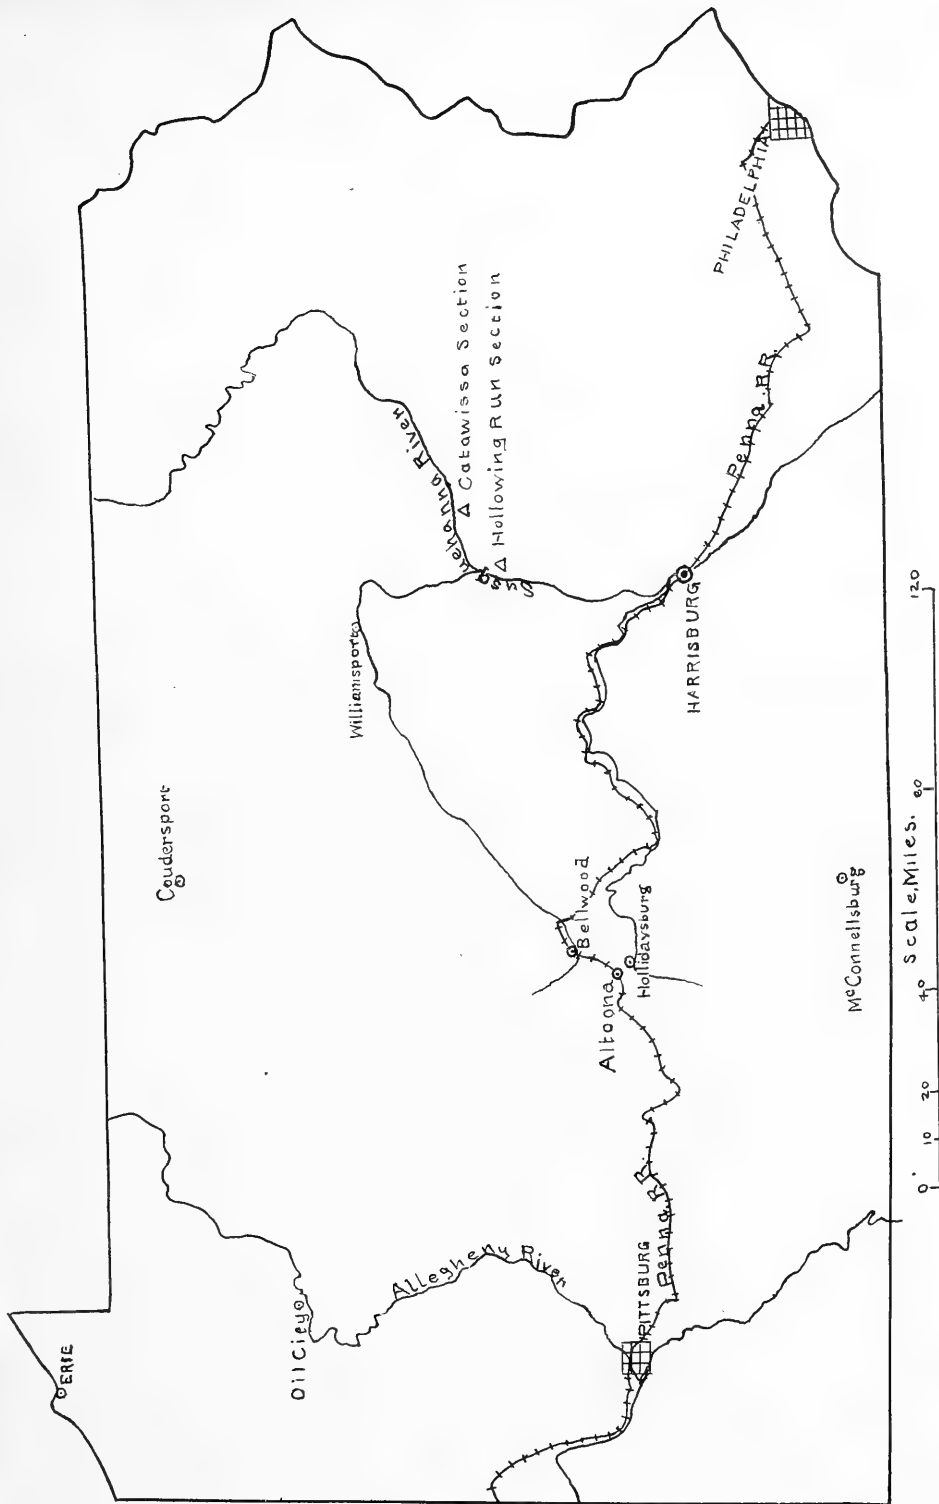 ERIE
Oil City
Coudersport
Allegheny River
Williamsport
Susquehanna River
Catawissa Section
Hollowing Run Section
Bellwood
Altoona
Hollidaysburg
PITTSBURG
Penna. R. R.
HARRISBURG
Penna. R.R.
PHILADELPHIA
McConnellsburg
Scale, Miles.
0 10 20 40 80 120